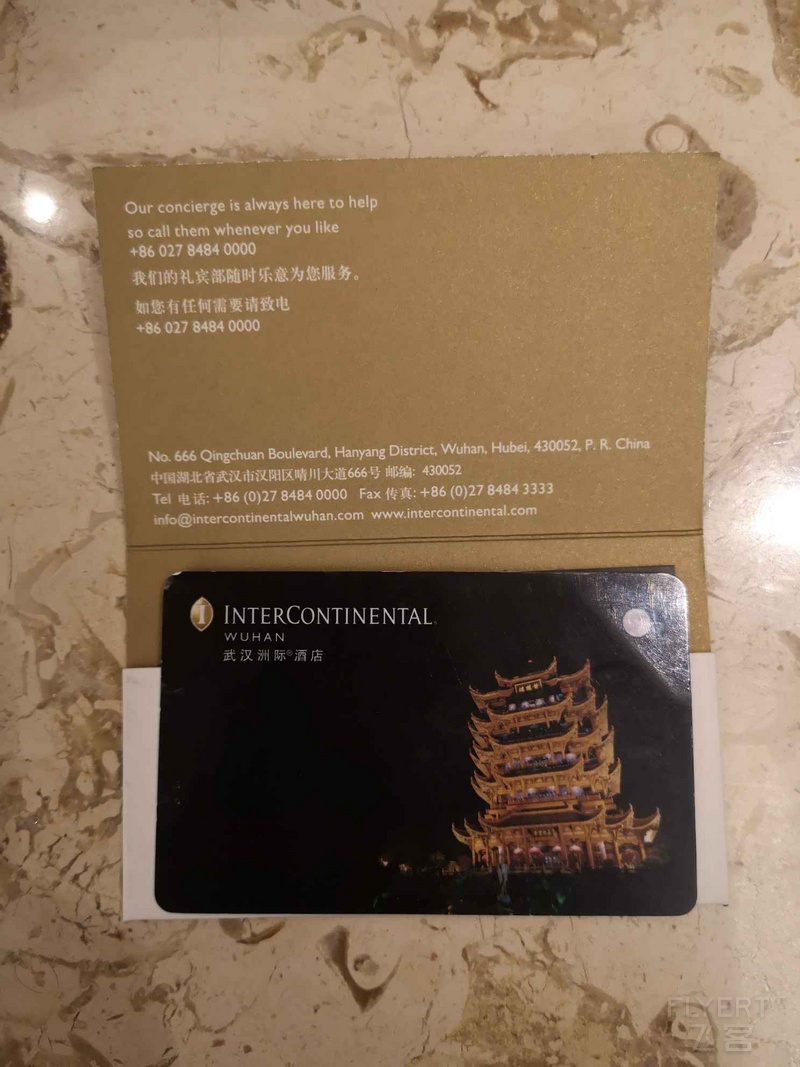 Our concierge is always here to help
so call them whenever you like
+86 027 8484 0000
我们的礼宾部随时乐意为您服务。
如您有任何需要请致电
+86 027 8484 0000
No. 666 Qingchuan Boulevard, Hanyang District, Wuhan, Hubei, 430052, P. R. China
中国湖北省武汉市汉阳区晴川大道666号 邮编: 430052
Tel 电话: +86 (0)27 8484 0000 Fax 传真: +86 (0)27 8484 3333
info@intercontinentalwuhan.com www.intercontinental.com
INTERCONTINENTAL®
WUHAN
武汉洲际®酒店
FLYERT
飞客